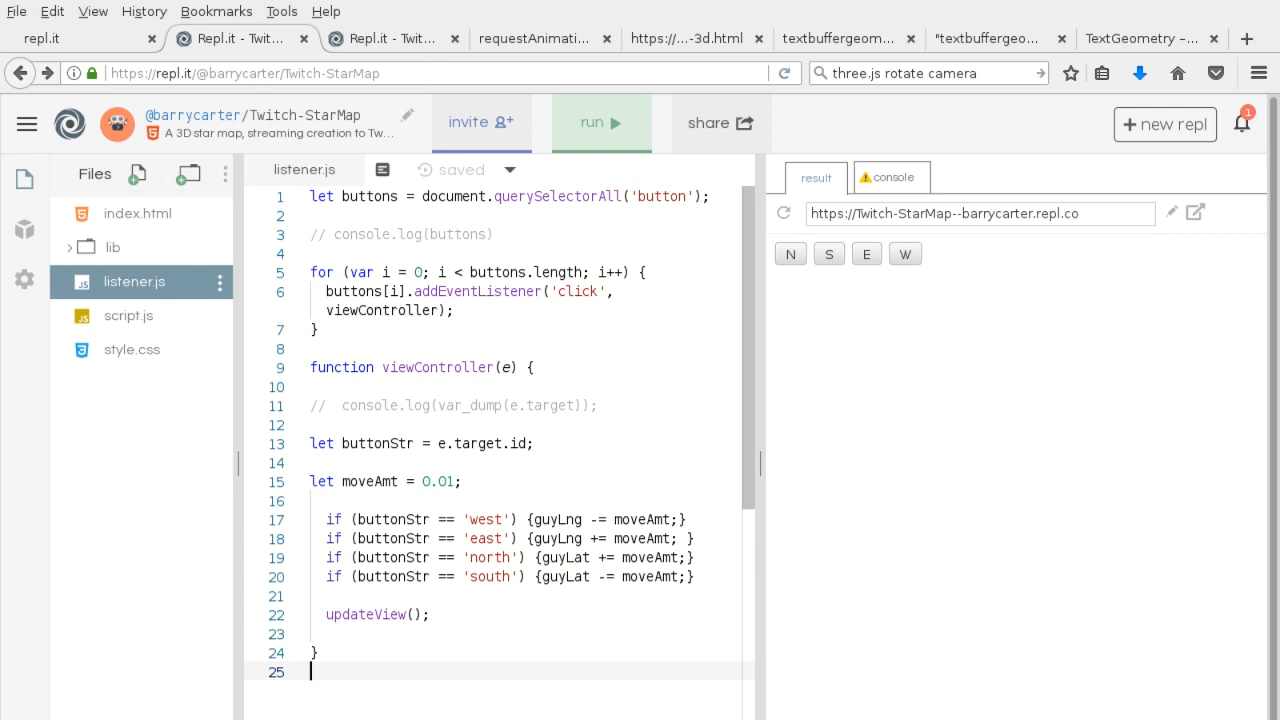 File Edit View History Bookmarks Tools Help
repl.it × Repl.it - Twit... × Repl.it - Twit... × requestAnimati... × https:/...-3d.html × textbuffergeom... × "textbuffergeo... × TextGeometry –... × +
https://repl.it/@barrycarter/Twitch-StarMap three.js rotate camera
@barrycarter/Twitch-StarMap
A 3D star map, streaming creation to Tw...
invite run share + new repl 1
Files
index.html
lib
listener.js
script.js
style.css
listener.js saved
1 let buttons = document.querySelectorAll('button');
2
3 // console.log(buttons)
4
5 for (var i = 0; i < buttons.length; i++) {
6 buttons[i].addEventListener('click',
viewController);
7 }
8
9 function viewController(e) {
10
11 //  console.log(var_dump(e.target));
12
13 let buttonStr = e.target.id;
14
15 let moveAmt = 0.01;
16
17 if (buttonStr == 'west') {guyLng -= moveAmt;}
18 if (buttonStr == 'east') {guyLng += moveAmt; }
19 if (buttonStr == 'north') {guyLat += moveAmt;}
20 if (buttonStr == 'south') {guyLat -= moveAmt;}
21
22 updateView();
23
24 }
25
result console
https://Twitch-StarMap--barrycarter.repl.co
N S E W